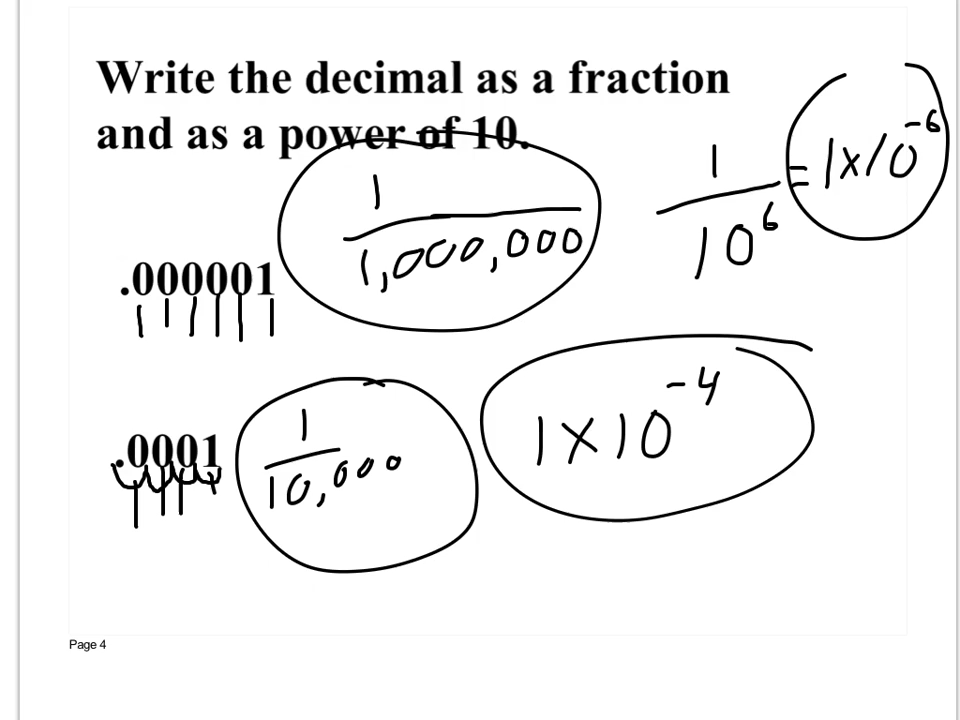 Write the decimal as a fraction
and as a power of 10.
.000001
1
1,000,000
1
10^6
= 1x10^-6
.0001
1
10,000
1x10^-4
Page 4